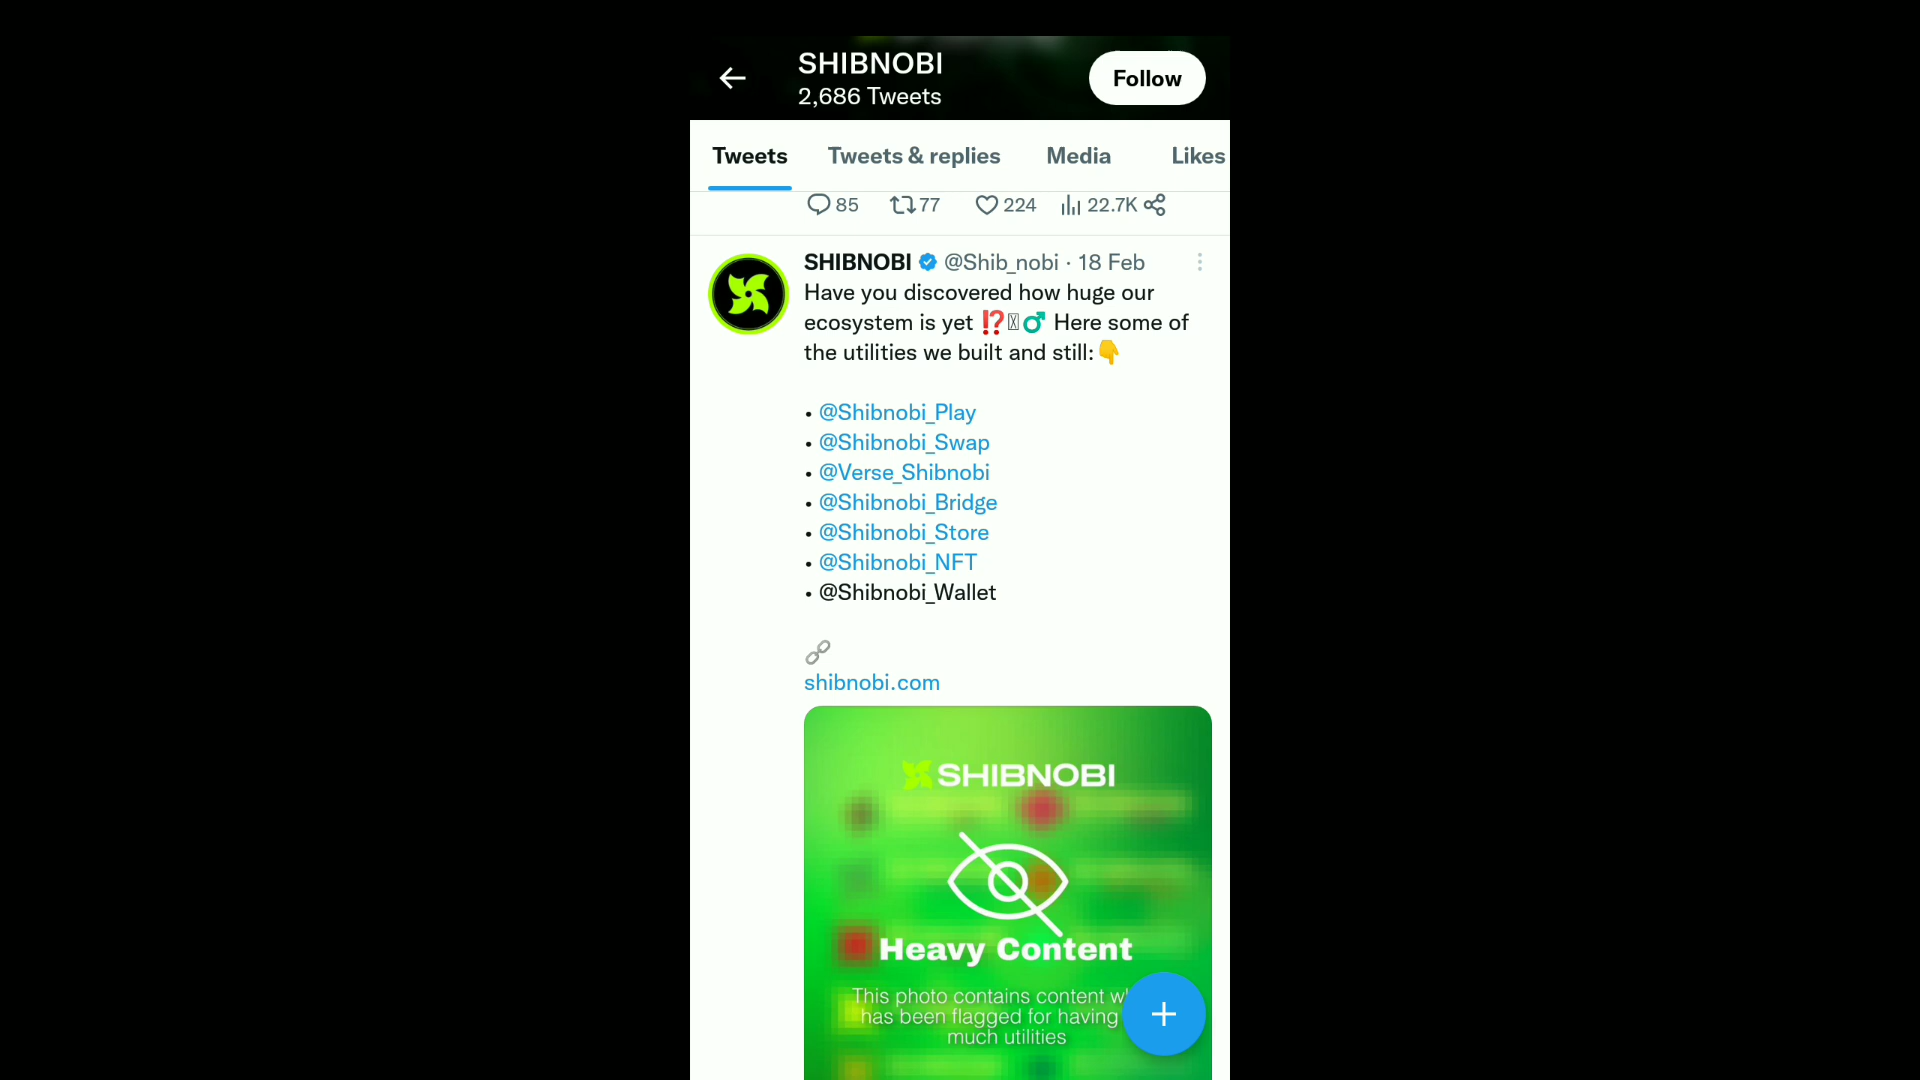 SHIBNOBI
2,686 Tweets
Follow
Tweets
Tweets & replies
Media
Likes
85
77
224
22.7K
SHIBNOBI @Shib_nobi · 18 Feb
Have you discovered how huge our
ecosystem is yet ⁉️♂️ Here some of
the utilities we built and still:👇
• @Shibnobi_Play
• @Shibnobi_Swap
• @Verse_Shibnobi
• @Shibnobi_Bridge
• @Shibnobi_Store
• @Shibnobi_NFT
• @Shibnobi_Wallet
🔗
shibnobi.com
SHIBNOBI
Heavy Content
This photo contains content
has been flagged for having
much utilities